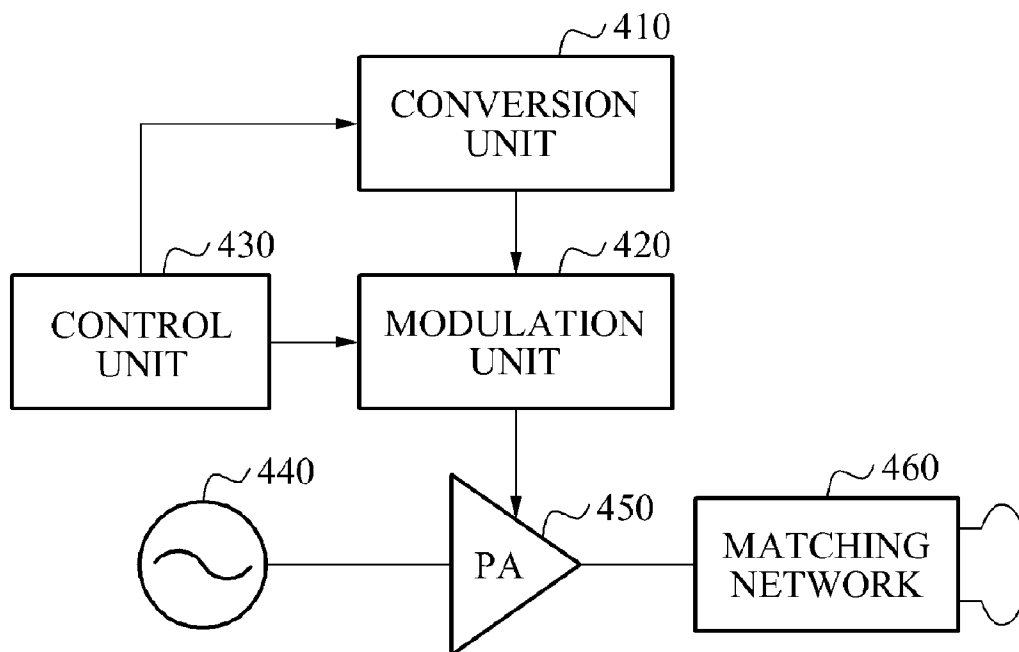 410
CONVERSION
UNIT
430
420
CONTROL
UNIT
MODULATION
UNIT
440
450
460
PA
MATCHING
NETWORK